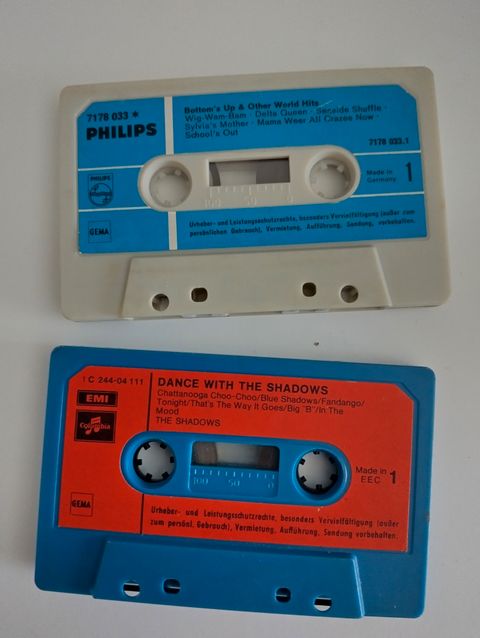 7178 033 *
PHILIPS
Bottom's Up & Other World Hits
Wig-Wam-Bam · Delta Queen · Seaside Shuffle ·
Sylvia's Mother · Mama Weer All Crazee Now ·
School's Out
7178 033.1
PHILIPS
Made in
Germany
1
100 50 0
GEMA
Urheber- und Leistungsschutzrechte, besonders Vervielfältigung (außer zum
persönlichen Gebrauch), Vermietung, Aufführung, Sendung, vorbehalten.
1 C 244-04 111
EMI
Columbia
DANCE WITH THE SHADOWS
Chattanooga Choo-Choo/Blue Shadows/Fandango/
Tonight/That's The Way It Goes/Big "B"/In The
Mood
THE SHADOWS
Made in
EEC
1
100 50 0
GEMA
Urheber- und Leistungsschutzrechte, besonders Vervielfältigung (außer
zum persönl. Gebrauch), Vermietung, Aufführung, Sendung vorbehalten.